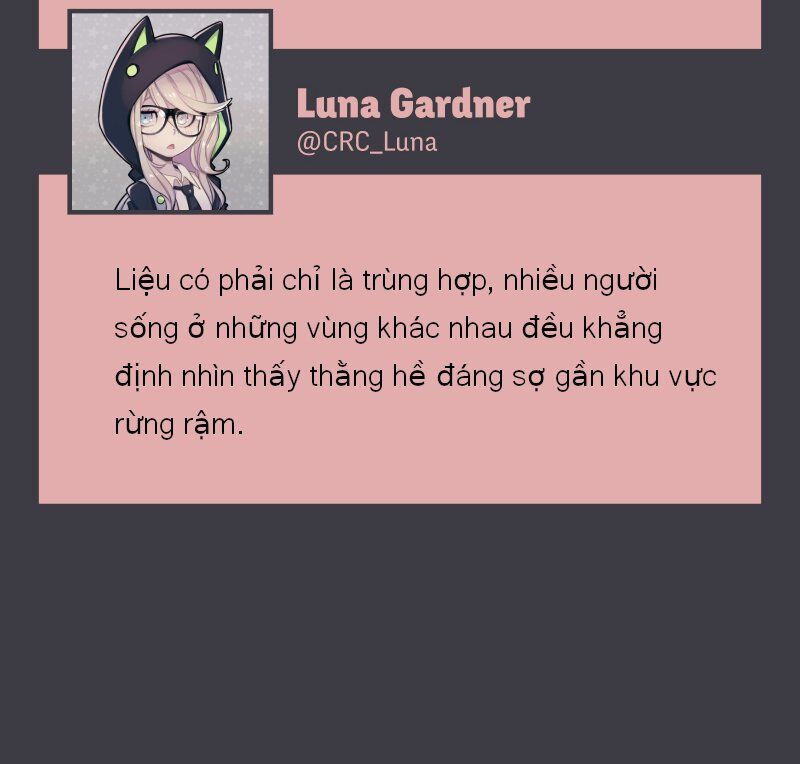 Luna Gardner
@CRC_Luna
Liệu có phải chỉ là trùng hợp, nhiều người
sống ở những vùng khác nhau đều khẳng
định nhìn thấy thằng hề đáng sợ gần khu vực
rừng rậm.